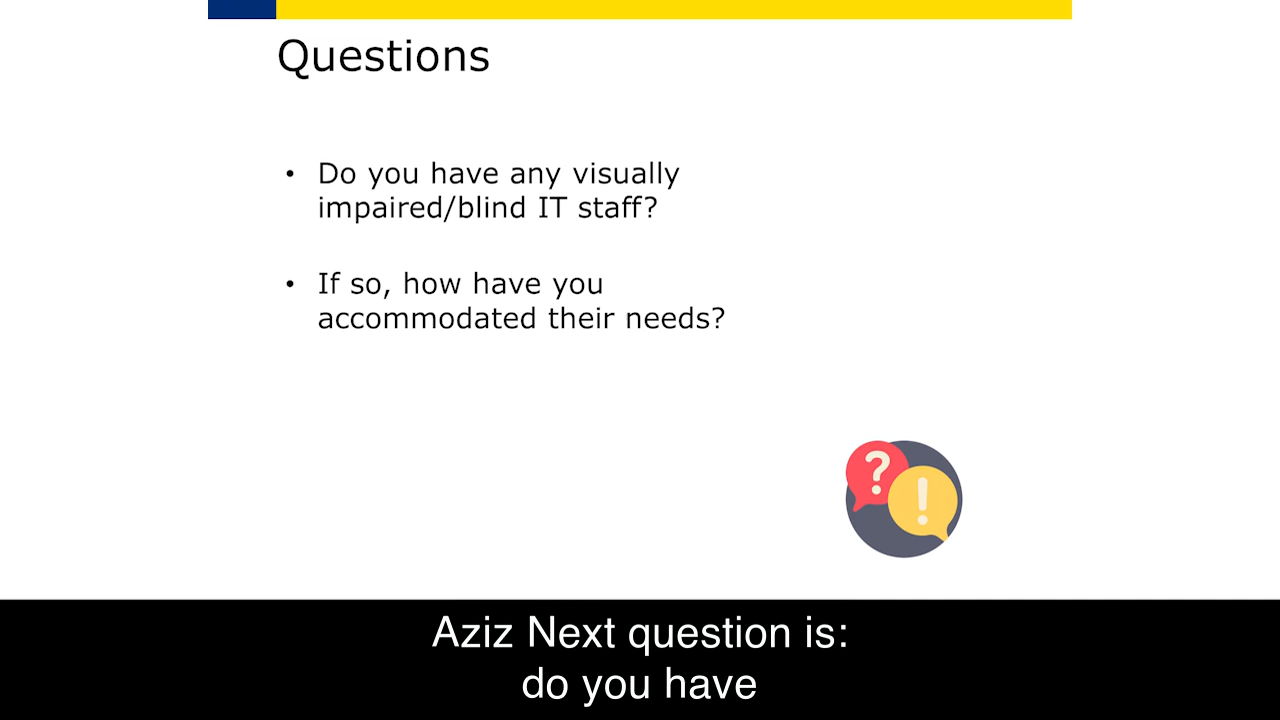 Questions
• Do you have any visually
impaired/blind IT staff?
• If so, how have you
accommodated their needs?
? !
Aziz Next question is:
do you have